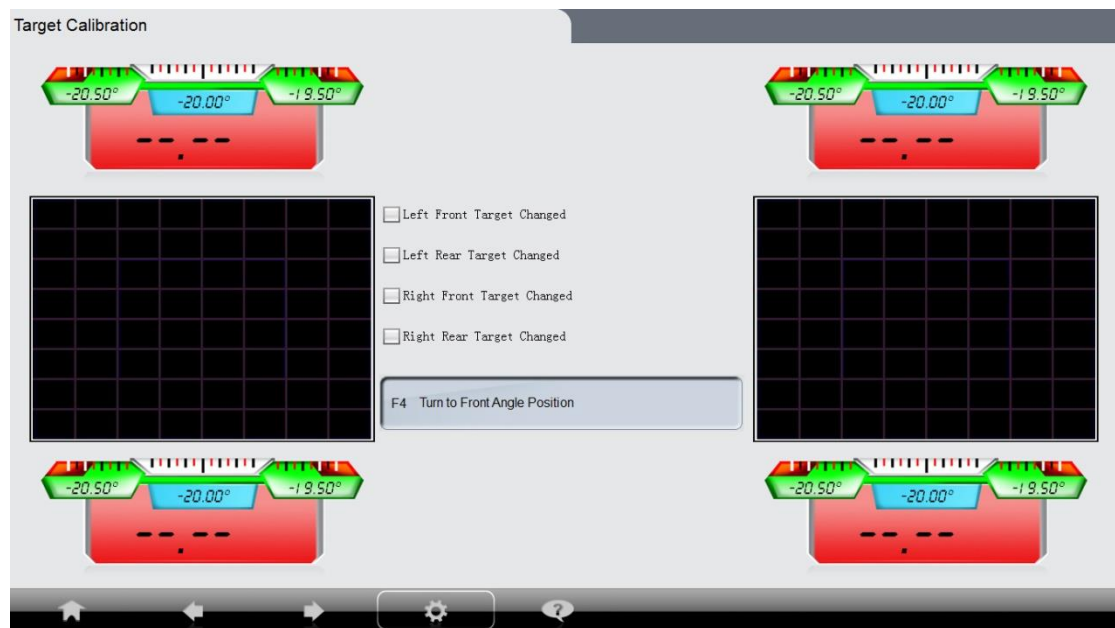 Target Calibration
-20.50° -20.00° -19.50°
-20.50° -20.00° -19.50°
--.--
--.--
Left Front Target Changed
Left Rear Target Changed
Right Front Target Changed
Right Rear Target Changed
F4 Turn to Front Angle Position
-20.50° -20.00° -19.50°
-20.50° -20.00° -19.50°
--.--
--.--
?